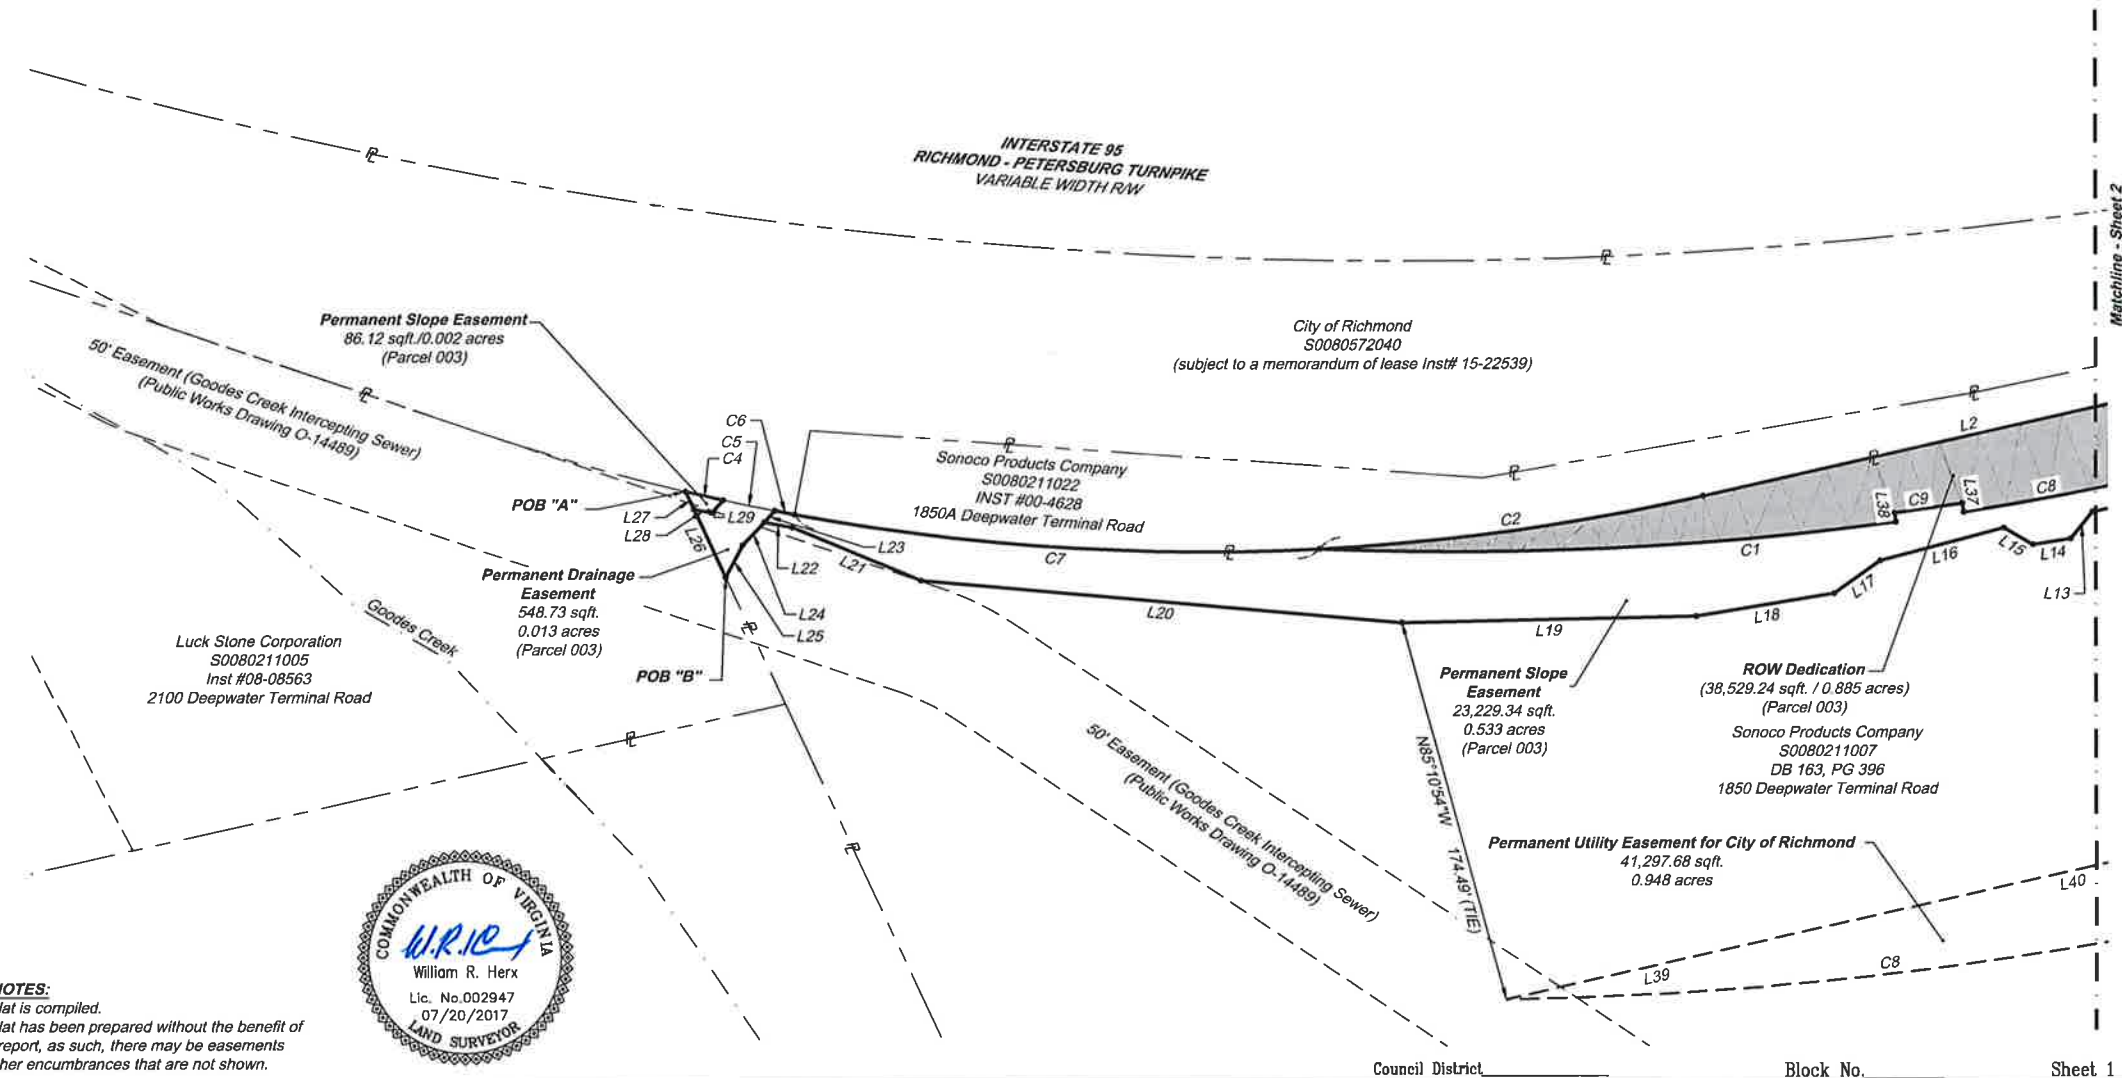 INTERSTATE 95
RICHMOND - PETERSBURG TURNPIKE
VARIABLE WIDTH R/W
Matchline - Sheet 2
Permanent Slope Easement
86.12 sqft./0.002 acres
(Parcel 003)
City of Richmond
S0080572040
(subject to a memorandum of lease Inst# 15-22539)
50' Easement (Goodes Creek Intercepting Sewer)
(Public Works Drawing O-14489)
C6
C5
C4
Sonoco Products Company
S0080211022
INST #00-4628
1850A Deepwater Terminal Road
L2
POB "A"
L27
L28
L29
L26
L23
L22
L21
C7
C2
C1
L38
C9
L37
C8
L16
L15
L14
L13
L17
L18
L19
L20
L24
L25
Permanent Drainage
Easement
548.73 sqft.
0.013 acres
(Parcel 003)
POB "B"
Goodes Creek
Luck Stone Corporation
S0080211005
Inst #08-08563
2100 Deepwater Terminal Road
Permanent Slope
Easement
23,229.34 sqft.
0.533 acres
(Parcel 003)
ROW Dedication
(38,529.24 sqft. / 0.885 acres)
(Parcel 003)
Sonoco Products Company
S0080211007
DB 163, PG 396
1850 Deepwater Terminal Road
N85°10'54"W 174.49' (TIE)
50' Easement (Goodes Creek Intercepting Sewer)
(Public Works Drawing O-14489)
Permanent Utility Easement for City of Richmond
41,297.68 sqft.
0.948 acres
L40
L39
C8
COMMONWEALTH OF VIRGINIA
William R. Herx
Lic. No.002947
07/20/2017
LAND SURVEYOR
NOTES:
lat is compiled.
lat has been prepared without the benefit of
report, as such, there may be easements
her encumbrances that are not shown.
Council District
Block No.
Sheet 1